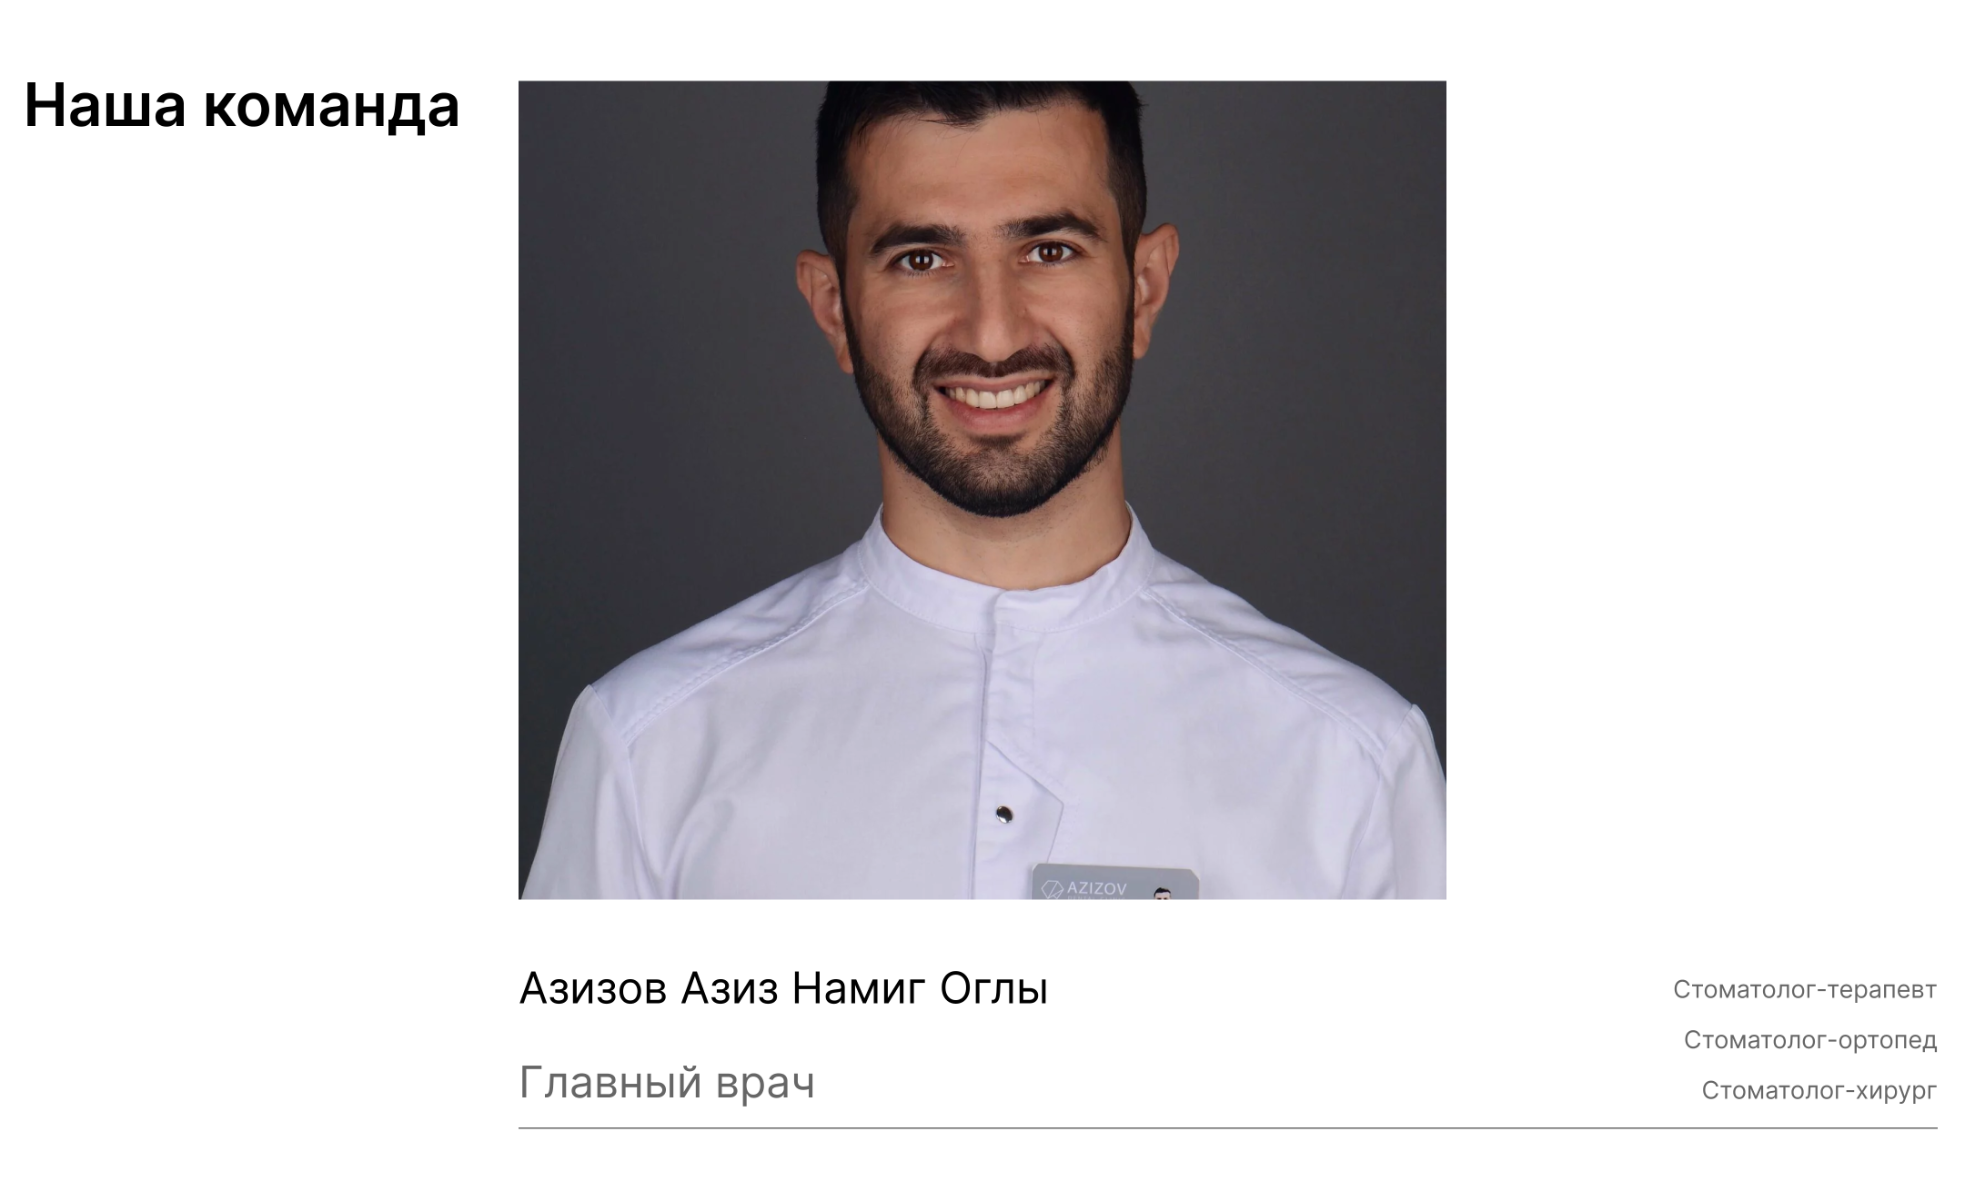 Наша команда
AZIZOV
Азизов Азиз Намиг Оглы
Главный врач
Стоматолог-терапевт
Стоматолог-ортопед
Стоматолог-хирург